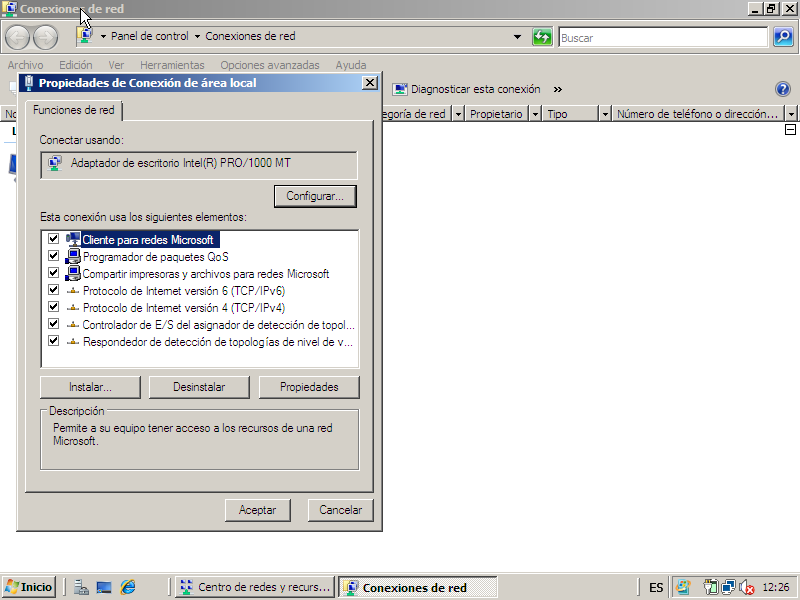 Conexiones de red
Panel de control
Conexiones de red
Buscar
Archivo Edición Ver Herramientas Opciones avanzadas Ayuda
Propiedades de Conexión de área local
Diagnosticar esta conexión »
Funciones de red
egoría de red Propietario Tipo Número de teléfono o dirección...
Conectar usando:
Adaptador de escritorio Intel(R) PRO/1000 MT
Configurar...
Esta conexión usa los siguientes elementos:
Cliente para redes Microsoft
Programador de paquetes QoS
Compartir impresoras y archivos para redes Microsoft
Protocolo de Internet versión 6 (TCP/IPv6)
Protocolo de Internet versión 4 (TCP/IPv4)
Controlador de E/S del asignador de detección de topol...
Respondedor de detección de topologías de nivel de v...
Instalar... Desinstalar Propiedades
Descripción
Permite a su equipo tener acceso a los recursos de una red
Microsoft.
Aceptar Cancelar
Inicio Centro de redes y recurs... Conexiones de red ES 12:26